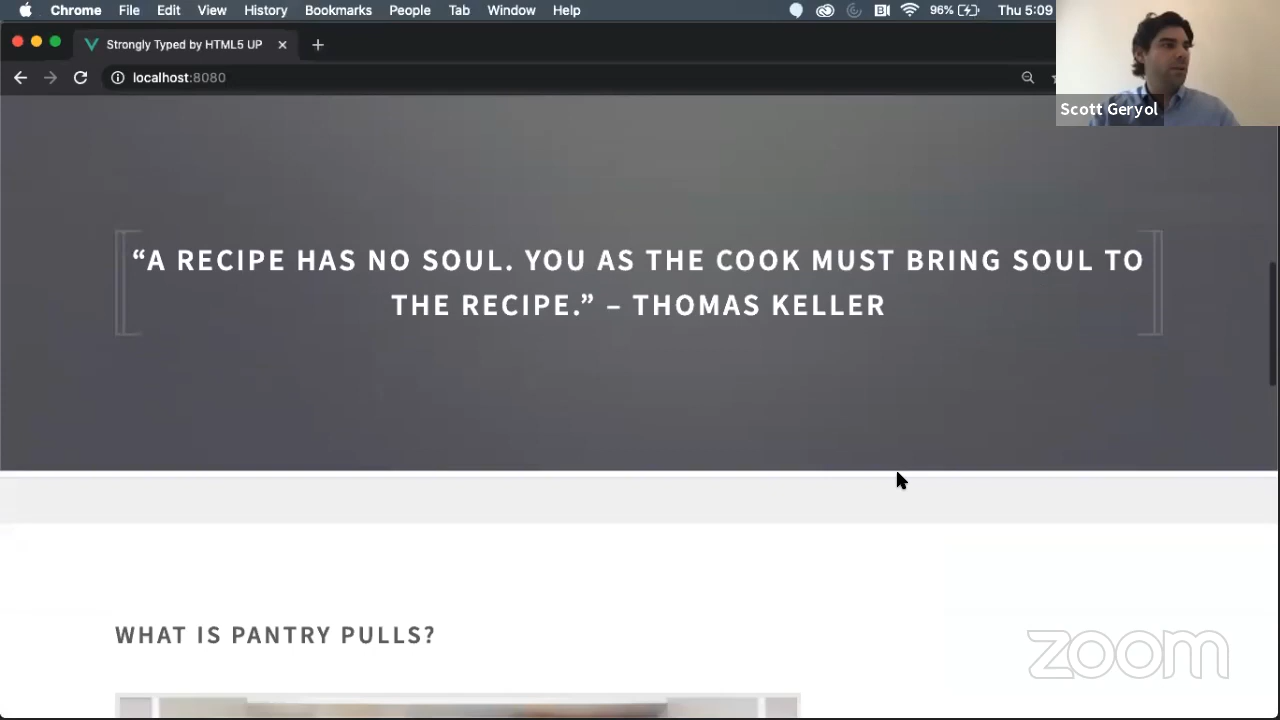 Chrome File Edit View History Bookmarks People Tab Window Help 96% Thu 5:09
Strongly Typed by HTML5 UP
localhost:8080
Scott Geryol
“A RECIPE HAS NO SOUL. YOU AS THE COOK MUST BRING SOUL TO
THE RECIPE.” – THOMAS KELLER
WHAT IS PANTRY PULLS?
zoom